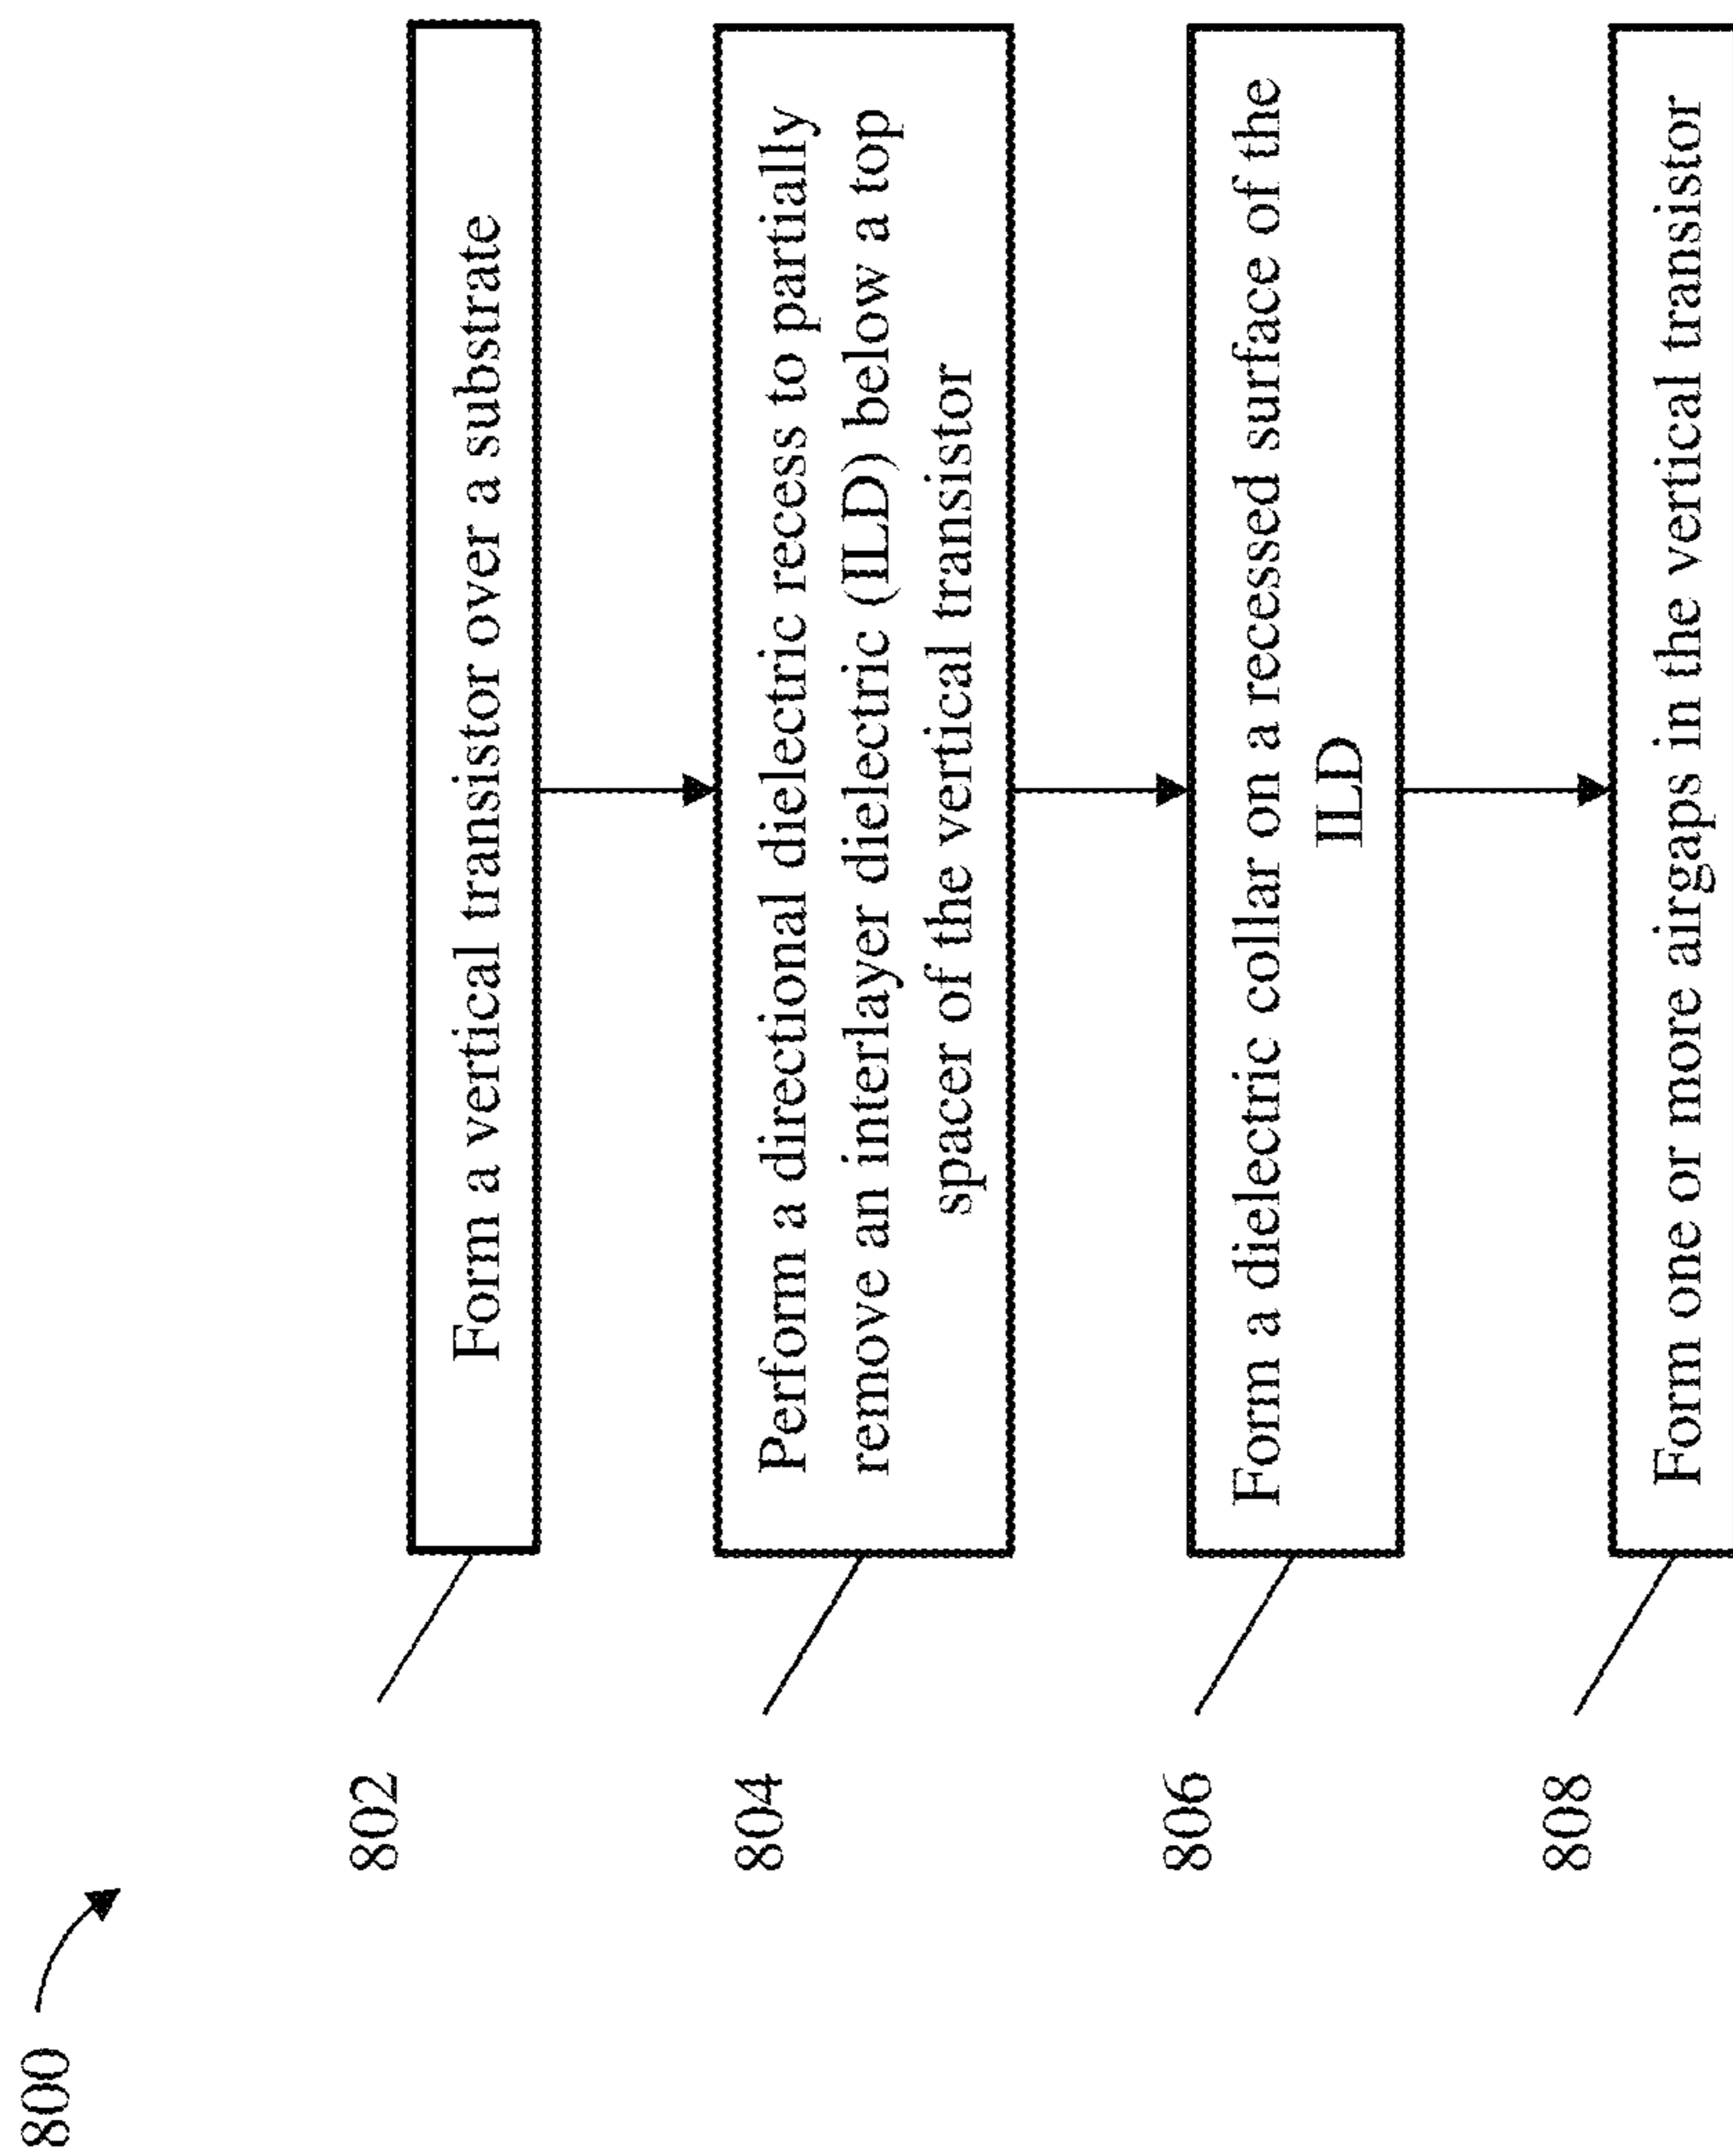 800
802
Form a vertical transistor over a substrate
804
Perform a directional dielectric recess to partially
remove an interlayer dielectric (ILD) below a top
spacer of the vertical transistor
806
Form a dielectric collar on a recessed surface of the
ILD
808
Form one or more airgaps in the vertical transistor